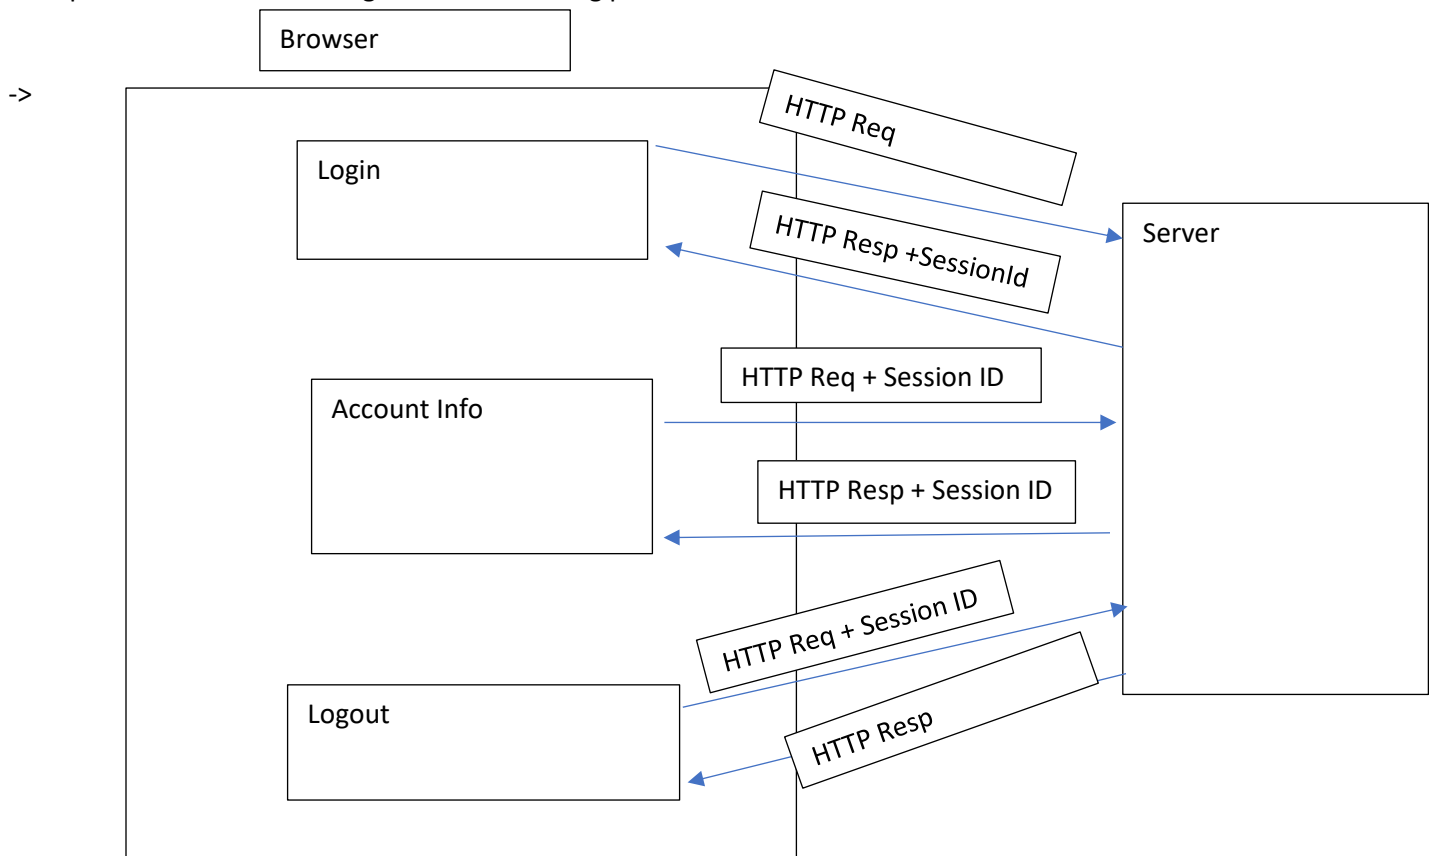 Browser
->
HTTP Req
Login
HTTP Resp +SessionId
Server
HTTP Req + Session ID
Account Info
HTTP Resp + Session ID
HTTP Req + Session ID
Logout
HTTP Resp